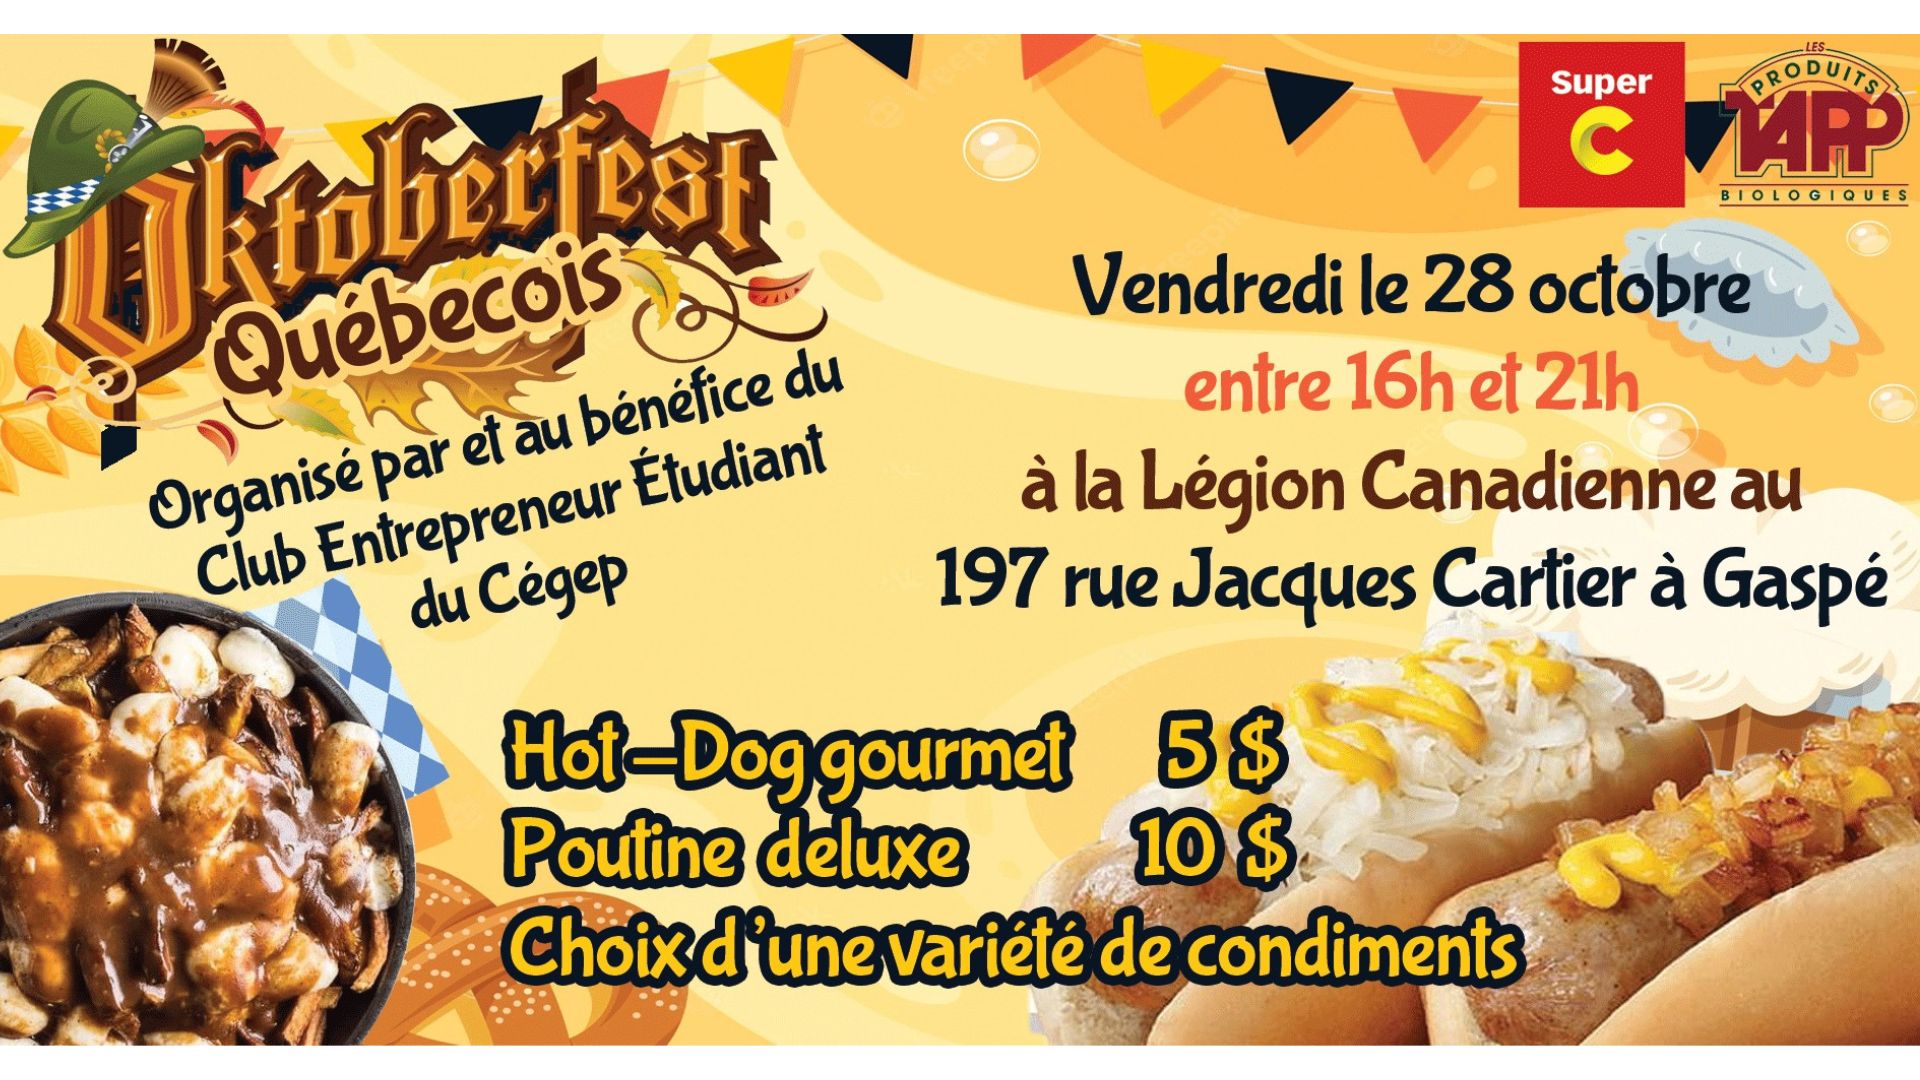 Oktoberfest
Québecois
Organisé par et au bénéfice du
Club Entrepreneur Étudiant
du Cégep
Super
C
LES
PRODUITS
TAPP
BIOLOGIQUES
Vendredi le 28 octobre
entre 16h et 21h
à la Légion Canadienne au
197 rue Jacques Cartier à Gaspé
Hot-Dog gourmet 5 $
Poutine deluxe 10 $
Choix d'une variété de condiments